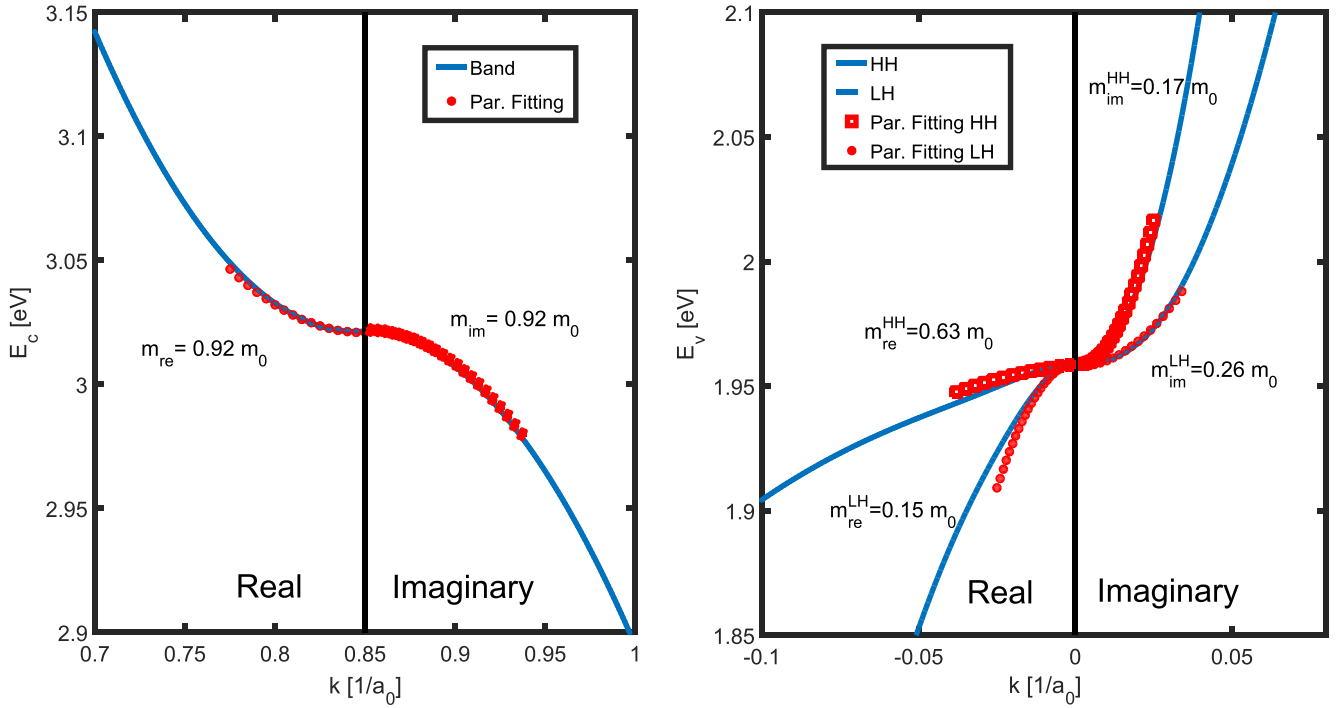 3.15
3.1
3.05
3
2.95
2.9
E_c [eV]
Band
Par. Fitting
m_re= 0.92 m_0
m_im= 0.92 m_0
Real
Imaginary
0.7
0.75
0.8
0.85
0.9
0.95
1
k [1/a_0]
2.1
2.05
2
1.95
1.9
1.85
E_v [eV]
HH
LH
Par. Fitting HH
Par. Fitting LH
m_im^HH=0.17 m_0
m_re^HH=0.63 m_0
m_im^LH=0.26 m_0
m_re^LH=0.15 m_0
Real
Imaginary
-0.1
-0.05
0
0.05
k [1/a_0]